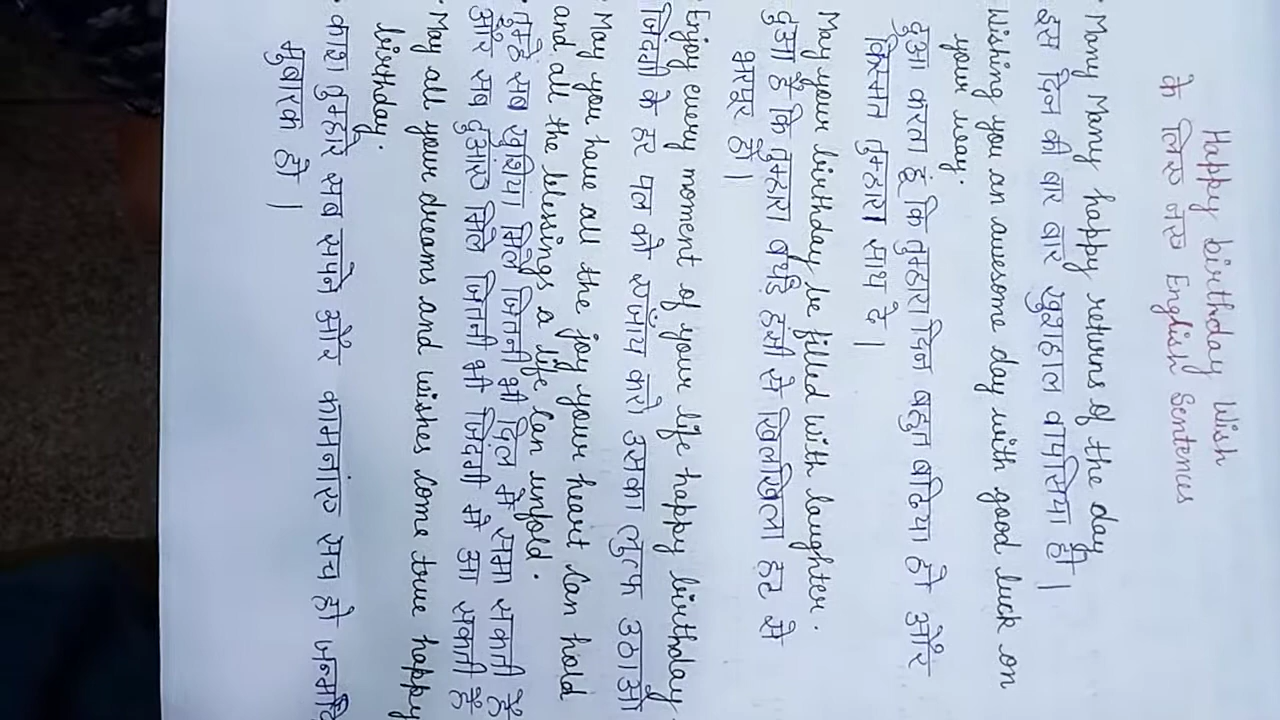 Happy birthday Wish
के लिए नए English Sentences
• Many Many happy returns of the day
इस दिन की बार बार खुशहाल वापसिया ही।
Wishing you an awesome day with good luck on
your way.
दुआ करता हूं कि तुम्हारा दिन बहुत बढिया हो और
किस्मत तुम्हारा साथ दे।
May your birthday be filled with laughter.
दुआ है कि तुम्हारा बर्थडे हंसी से खिलखिला हट से
भरपूर हो।
• Enjoy every moment of your life happy birthday.
जिंदगी के हर पल को एंजॉय करो उसका लुत्फ उठाओ
• May you have all the joy your heart can hold
and all the blessings a life can unfold.
• तुम्हे सब खुशिया मिले जितनी भी दिल मे समा सकती है
और सब दुआए मिले जितनी भी जिंदगी मे आ सकती है
• May all your dreams and wishes come true happy
birthday.
• काश तुम्हारे सब सपने और कामनांए सच हो
मुबारक हो।